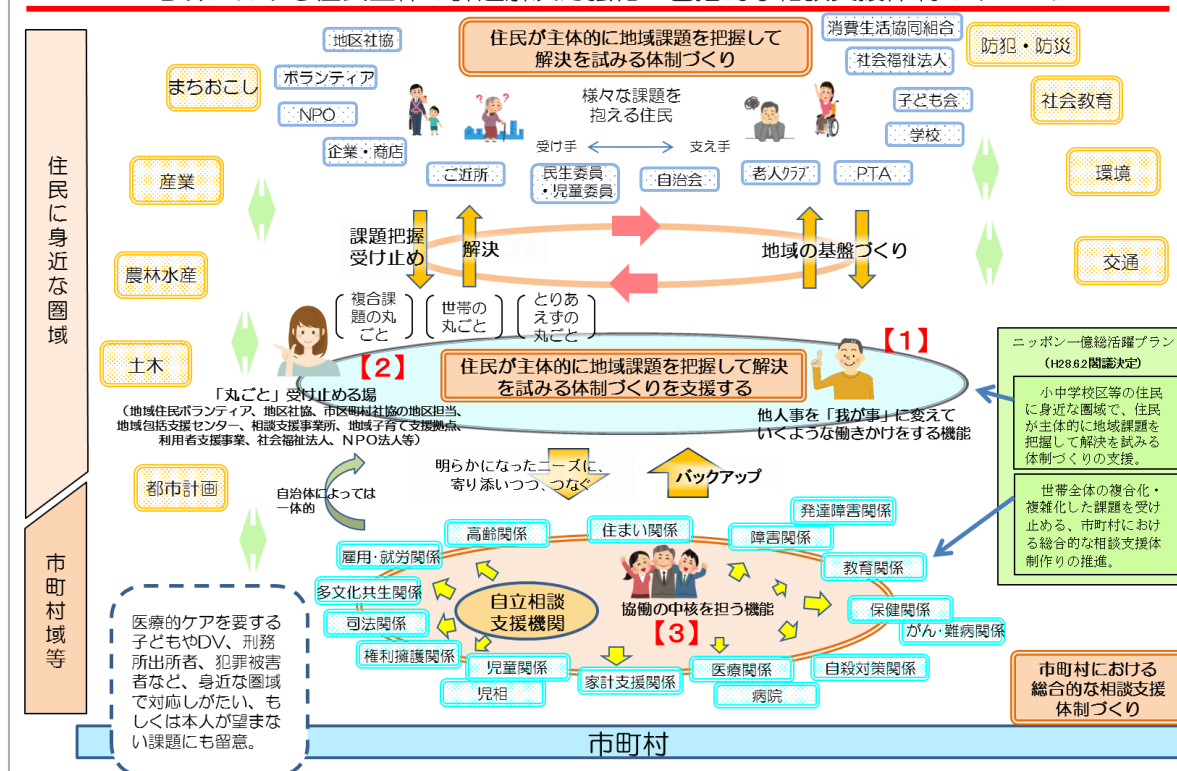 地区社協
住民が主体的に地域課題を把握して
解決を試みる体制づくり
消費生活協同組合
防犯・防災
社会福祉法人
まちおこし
ボランティア
様々な課題を
抱える住民
子ども会
社会教育
NPO
学校
企業・商店
受け手
支え手
ご近所
民生委員
・児童委員
自治会
老人クラブ
PTA
産業
環境
住民に身近な圏域
課題把握
受け止め
解決
地域の基盤づくり
農林水産
交通
複合課
題の丸
ごと
世帯の
丸ごと
とりあ
えずの
丸ごと
【1】
土木
【2】
住民が主体的に地域課題を把握して解決
を試みる体制づくりを支援する
「丸ごと」受け止める場
(地域住民ボランティア、地区社協、市区町村社協の地区担当、
地域包括支援センター、相談支援事業所、地域子育て支援拠点、
利用者支援事業、社会福祉法人、NPO法人等)
他人事を「我が事」に変えて
いくような働きかけをする機能
ニッポン一億総活躍プラン
(H28.6.2閣議決定)
小中学校区等の住民
に身近な圏域で、住民
が主体的に地域課題を
把握して解決を試みる
体制づくりの支援。
世帯全体の複合化・
複雑化した課題を受け
止める、市町村におけ
る総合的な相談支援体
制作りの推進。
明らかになったニーズに、
寄り添いつつ、つなぐ
バックアップ
都市計画
自治体によっては
一体的
市町村域等
発達障害関係
高齢関係
住まい関係
障害関係
雇用・就労関係
教育関係
多文化共生関係
自立相談
支援機関
協働の中核を担う機能
保健関係
司法関係
【3】
がん・難病関係
権利擁護関係
児童関係
医療関係
自殺対策関係
児相
家計支援関係
病院
医療的ケアを要する
子どもやDV、刑務
所出所者、犯罪被害
者など、身近な圏域
で対応しがたい、も
しくは本人が望まな
い課題にも留意。
市町村における
総合的な相談支援
体制づくり
市町村